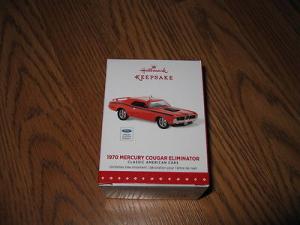 Hallmark
KEEPSAKE
1970 MERCURY COUGAR ELIMINATOR
CLASSIC AMERICAN CARS